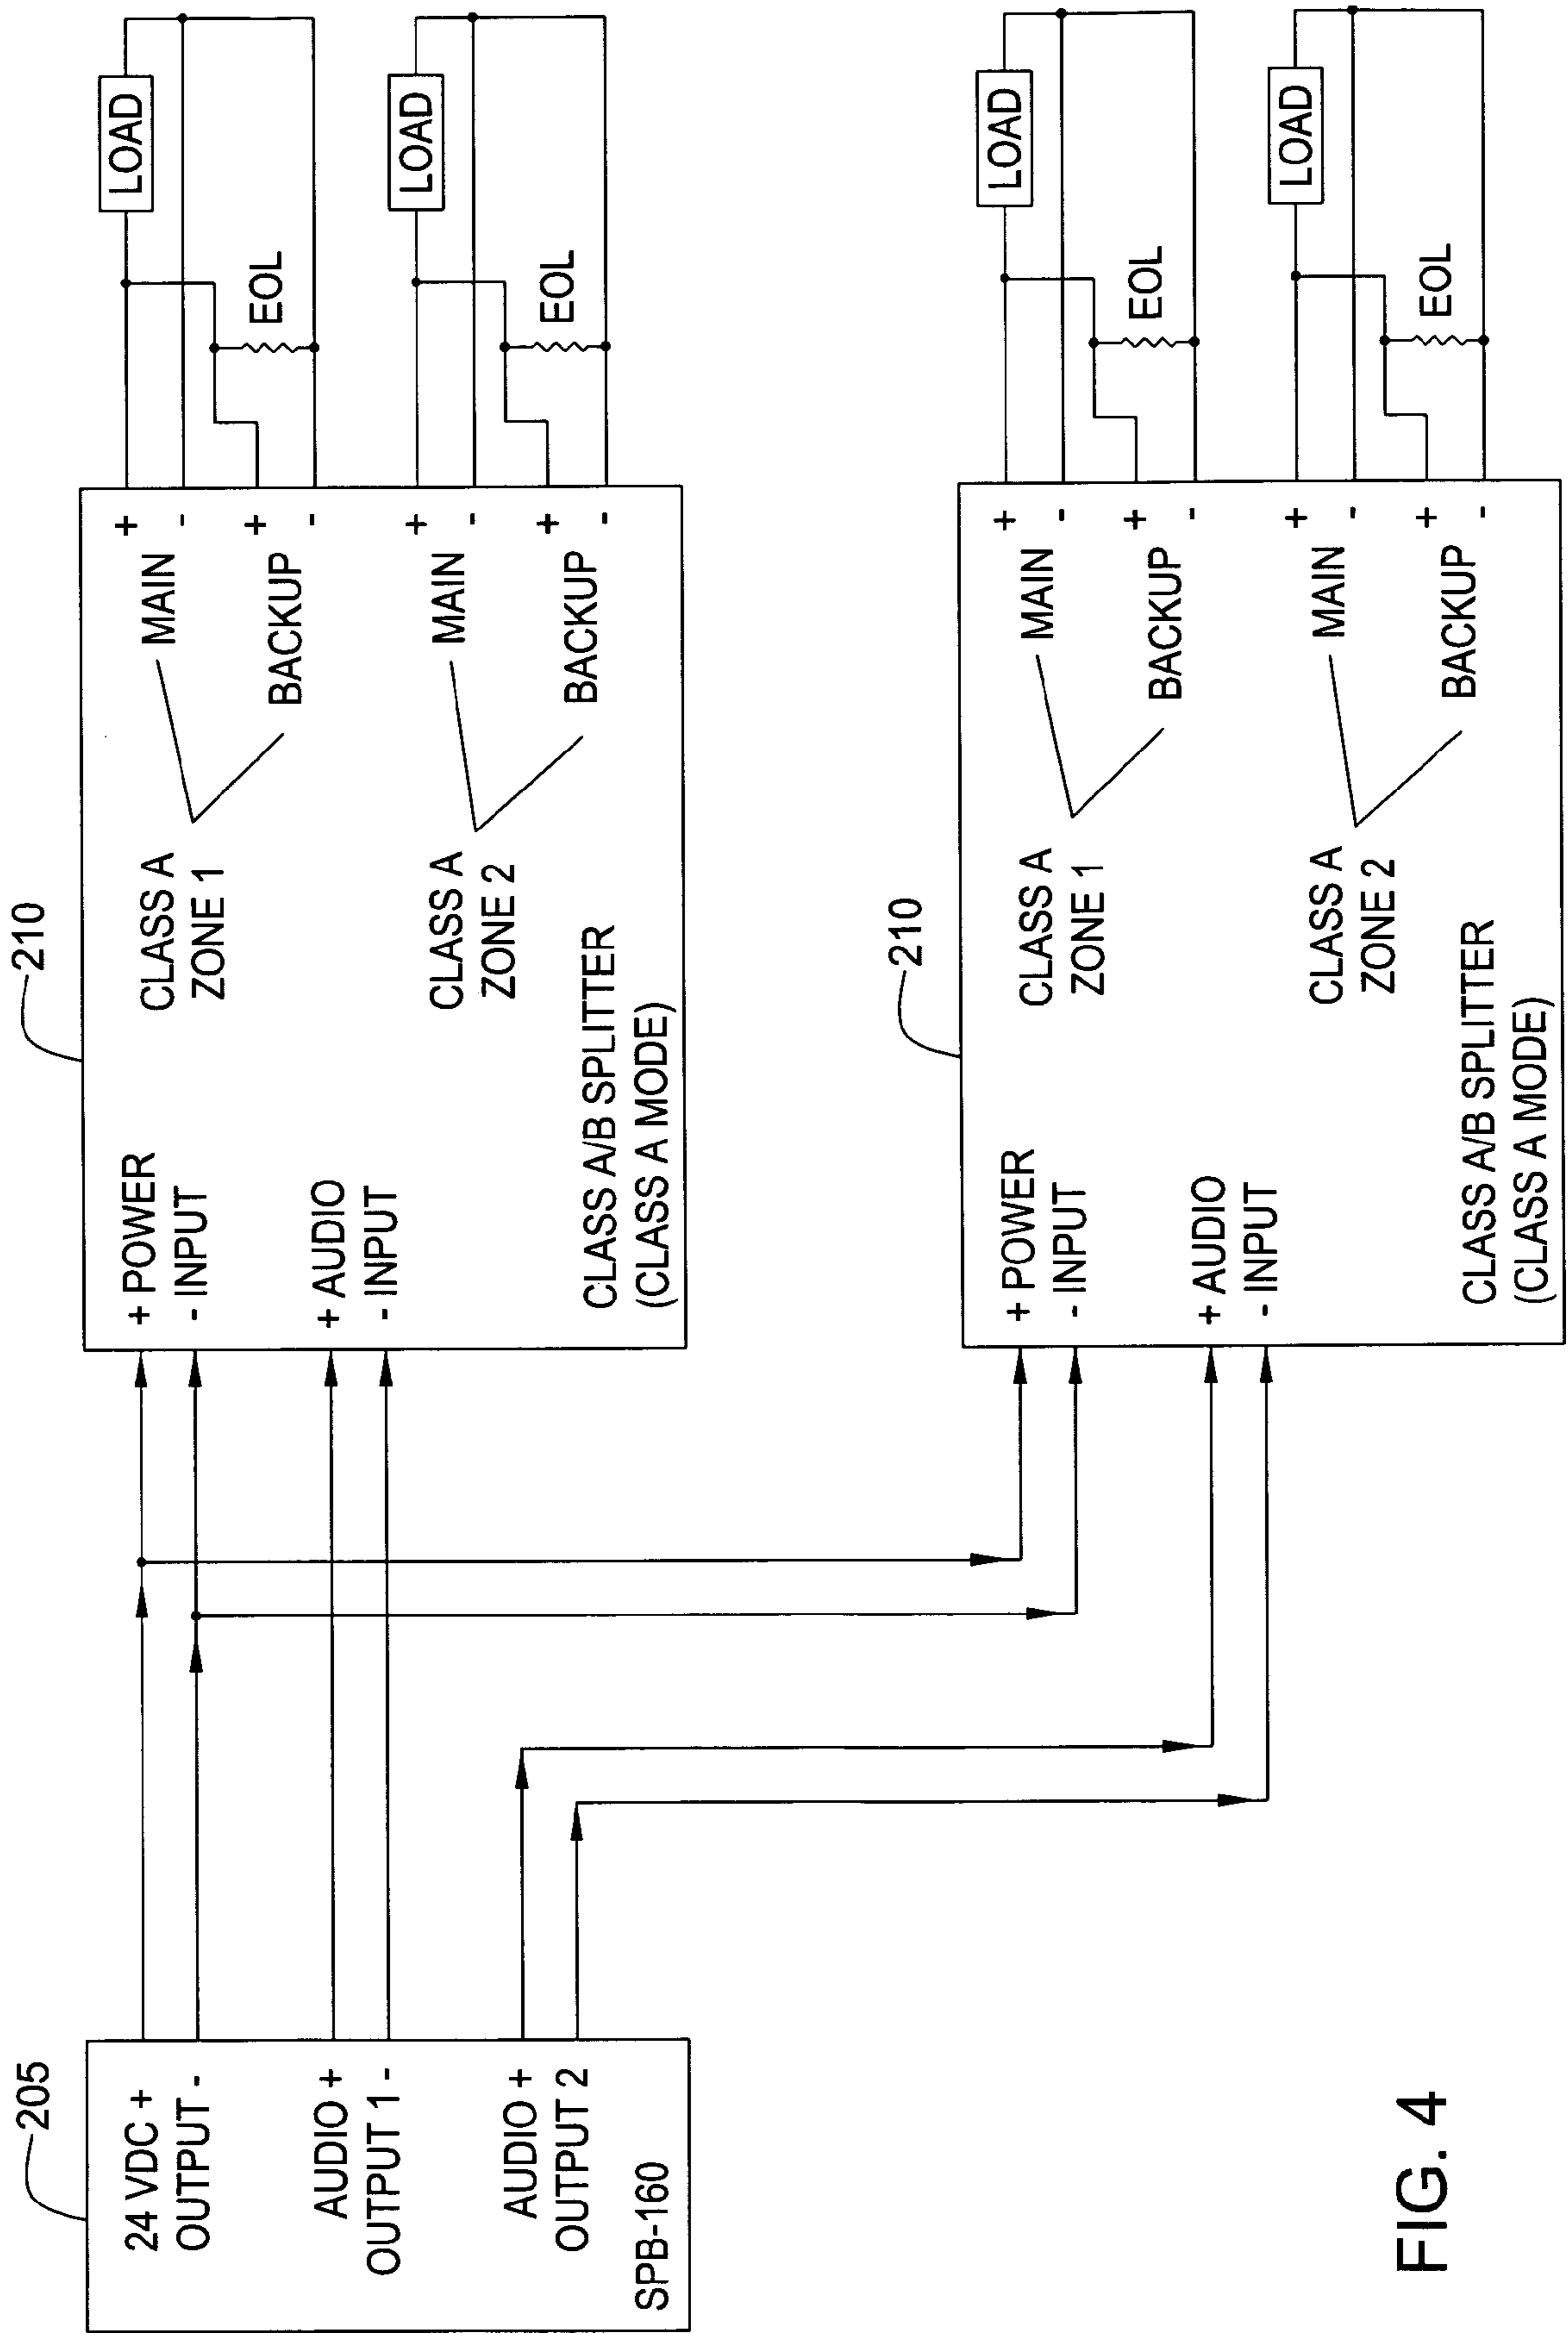 205
24 VDC +
OUTPUT -
AUDIO +
OUTPUT 1 -
AUDIO +
OUTPUT 2
SPB-160
210
+ POWER
- INPUT
+ AUDIO
- INPUT
CLASS A/B SPLITTER
(CLASS A MODE)
CLASS A
ZONE 1
MAIN
BACKUP
+
-
+
-
CLASS A
ZONE 2
MAIN
BACKUP
+
-
+
-
LOAD
EOL
LOAD
EOL
210
+ POWER
- INPUT
+ AUDIO
- INPUT
CLASS A/B SPLITTER
(CLASS A MODE)
CLASS A
ZONE 1
MAIN
BACKUP
+
-
+
-
CLASS A
ZONE 2
MAIN
BACKUP
+
-
+
-
LOAD
EOL
LOAD
EOL
FIG. 4